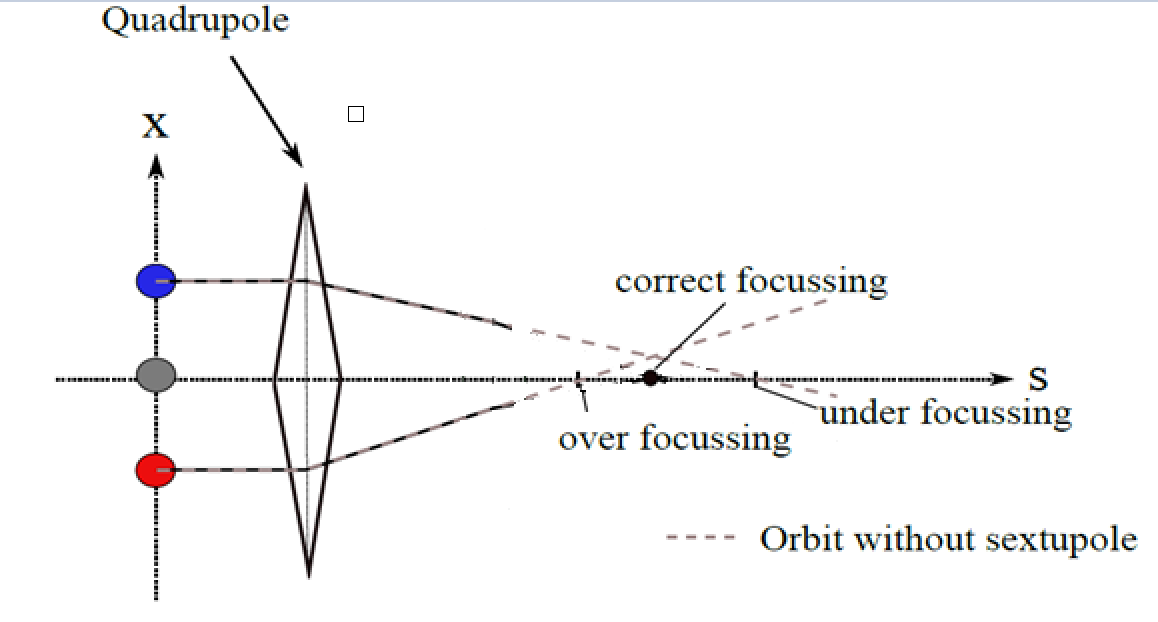 Quadrupole
X
correct focussing
S
under focussing
over focussing
Orbit without sextupole